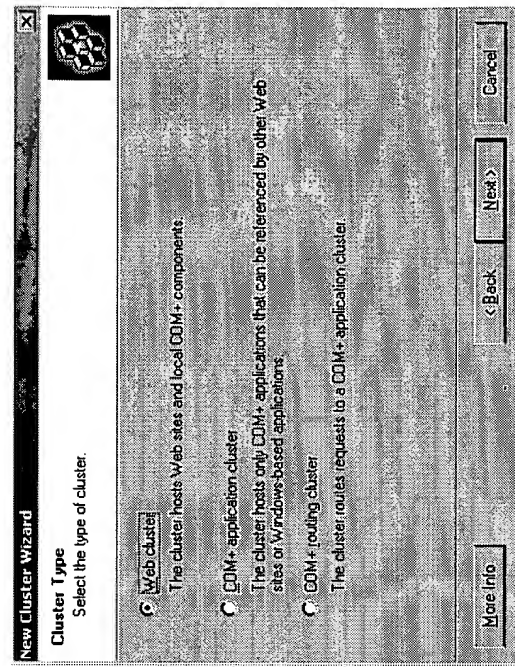 New Cluster Wizard
Cluster Type
Select the type of cluster.
Web cluster
The cluster hosts Web sites and local COM+ components.
COM+ application cluster
The cluster hosts only COM+ applications that can be referenced by other Web
sites or Windows-based applications.
COM+ routing cluster
The cluster routes requests to a COM+ application cluster.
More Info
< Back
Next >
Cancel